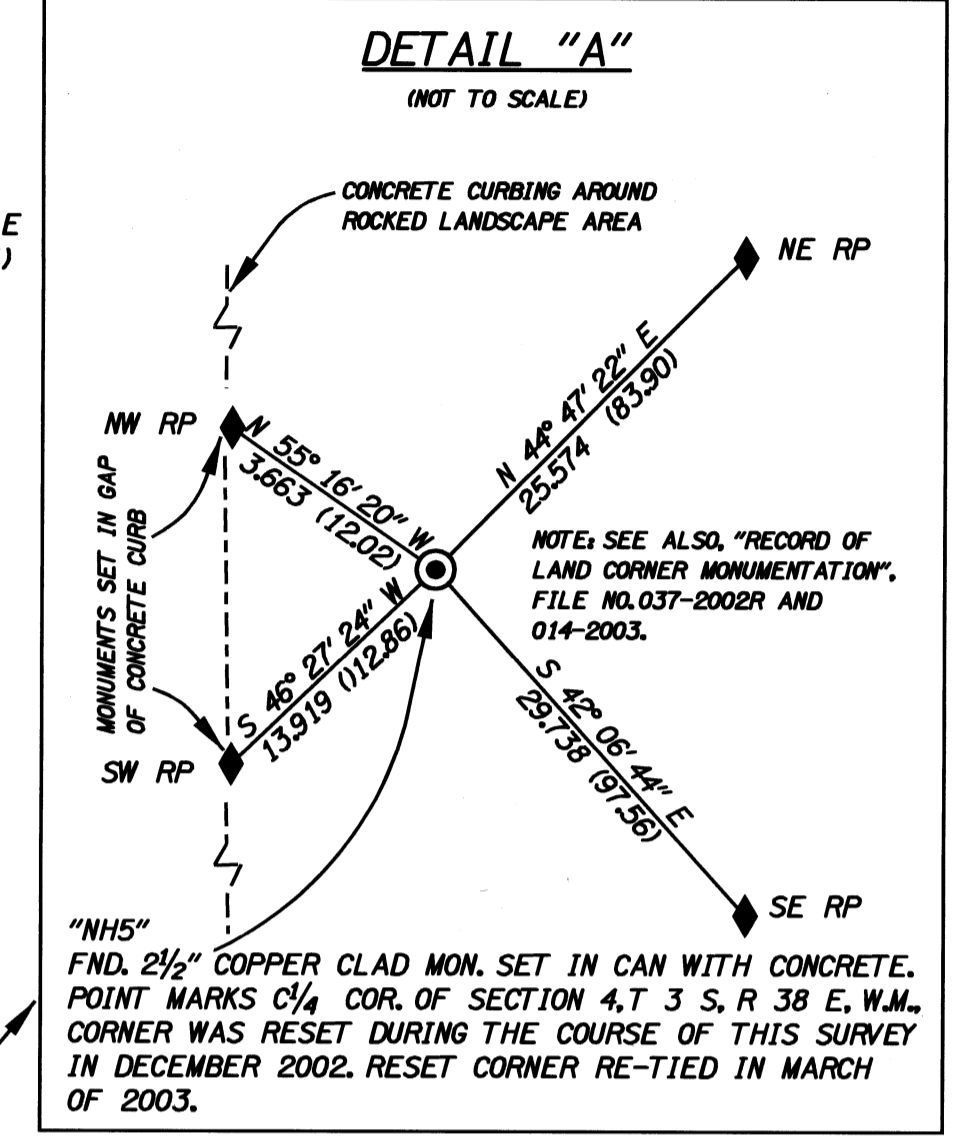 DETAIL "A"
(NOT TO SCALE)
E
)
CONCRETE CURBING AROUND
ROCKED LANDSCAPE AREA
NE RP
N 44° 47' 22" E
25.574 (83.90)
NW RP
N 55° 16' 20" W
3.663 (12.02)
MONUMENTS SET IN GAP
OF CONCRETE CURB
NOTE: SEE ALSO, "RECORD OF
LAND CORNER MONUMENTATION".
FILE NO.037-2002R AND
014-2003.
S 46° 27' 24" W
13.919 ()12.86)
SW RP
S 42° 06' 44" E
29.738 (97.56)
SE RP
"NH5"
FND. 2½" COPPER CLAD MON. SET IN CAN WITH CONCRETE.
POINT MARKS C¼ COR. OF SECTION 4, T 3 S, R 38 E, W.M.,
CORNER WAS RESET DURING THE COURSE OF THIS SURVEY
IN DECEMBER 2002. RESET CORNER RE-TIED IN MARCH
OF 2003.